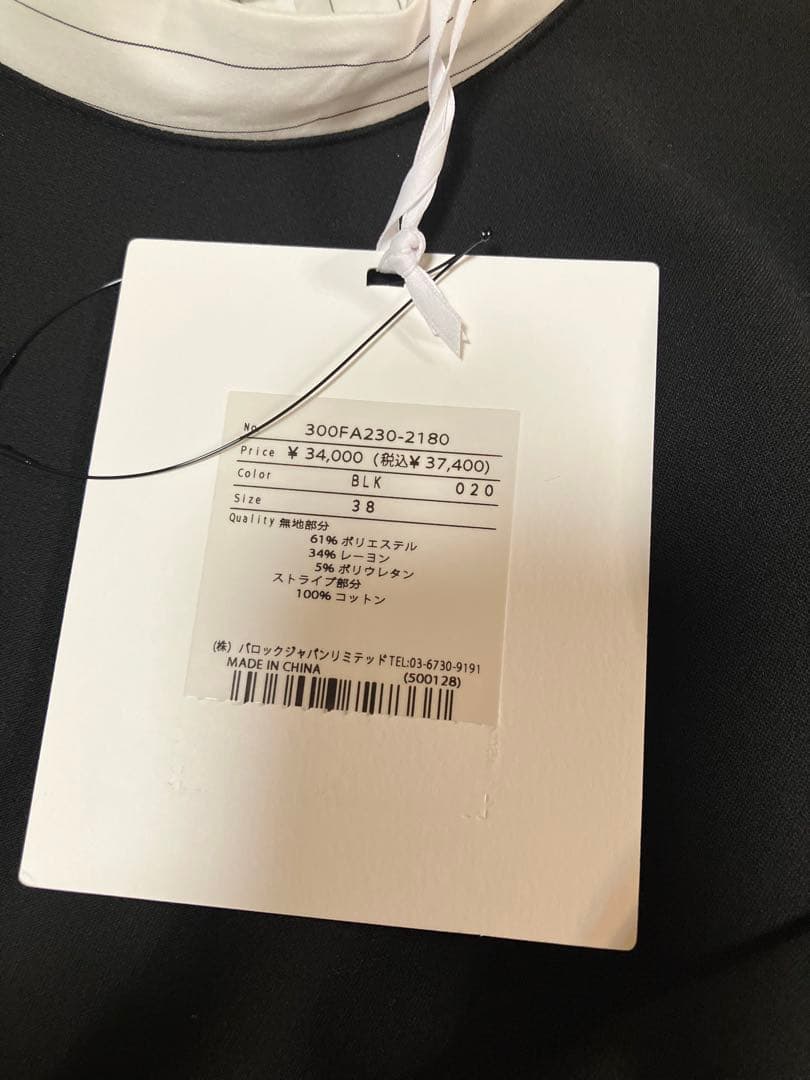 No. 300FA230-2180
Price ¥ 34,000 (税込¥ 37,400)
Color BLK 020
Size 38
Quality 無地部分
61% ポリエステル
34% レーヨン
5% ポリウレタン
ストライプ部分
100% コットン
(株) バロックジャパンリミテッド TEL:03-6730-9191
MADE IN CHINA (500128)